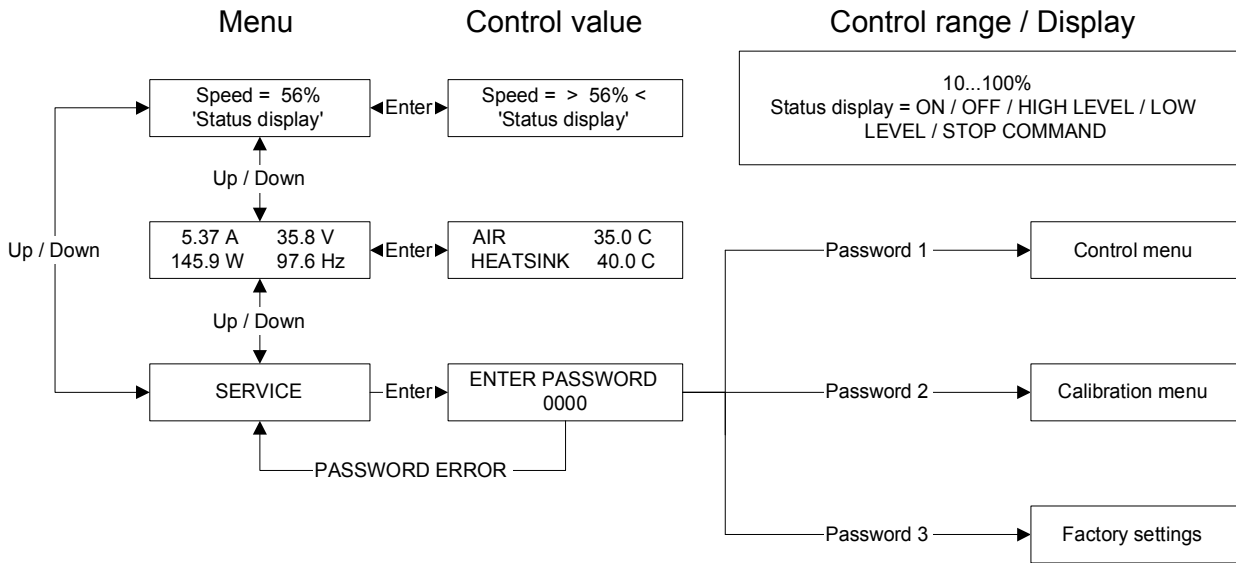 Menu
Control value
Control range / Display
Speed = 56%
'Status display'
Enter
Speed = > 56% <
'Status display'
10...100%
Status display = ON / OFF / HIGH LEVEL / LOW
LEVEL / STOP COMMAND
Up / Down
Up / Down
5.37 A 35.8 V
145.9 W 97.6 Hz
Enter
AIR 35.0 C
HEATSINK 40.0 C
Password 1
Control menu
Up / Down
SERVICE
Enter
ENTER PASSWORD
0000
Password 2
Calibration menu
PASSWORD ERROR
Password 3
Factory settings